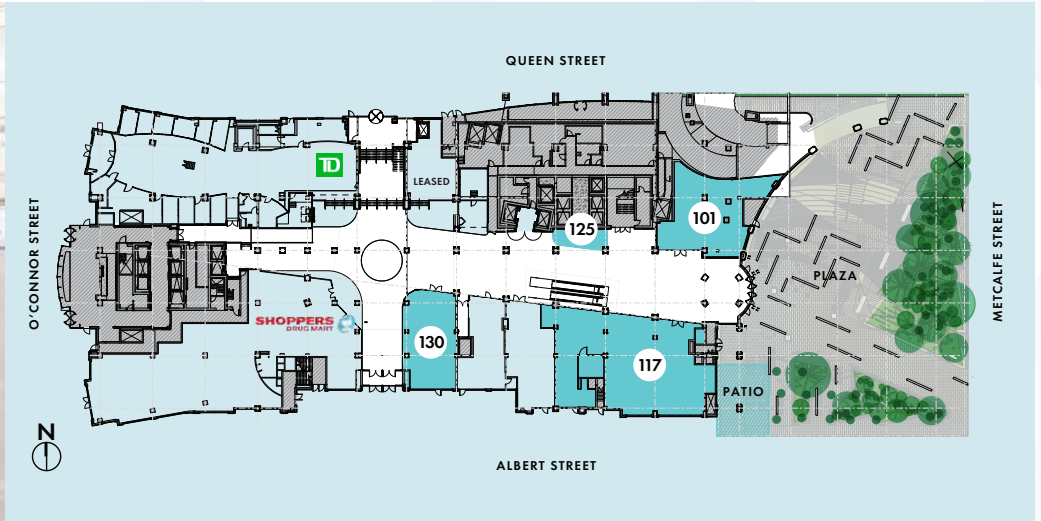 QUEEN STREET
TD
LEASED
101
125
O'CONNOR STREET
METCALFE STREET
PLAZA
SHOPPERS
DRUG MART
130
117
PATIO
N
ALBERT STREET